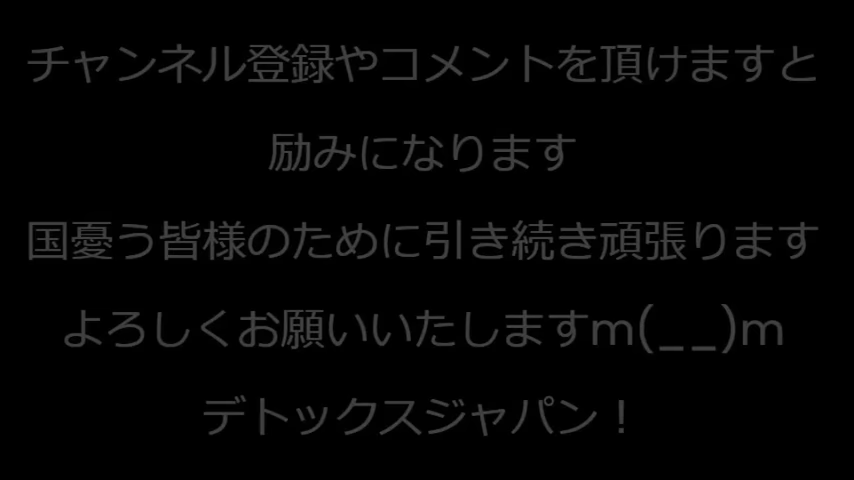 チャンネル登録やコメントを頂けますと
励みになります
国憂う皆様のために引き続き頑張ります
よろしくお願いいたしますm(__)m
デトックスジャパン！